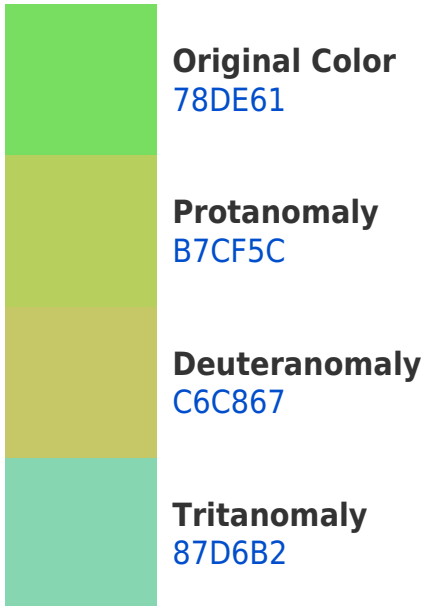 Original Color
78DE61
Protanomaly
B7CF5C
Deuteranomaly
C6C867
Tritanomaly
87D6B2